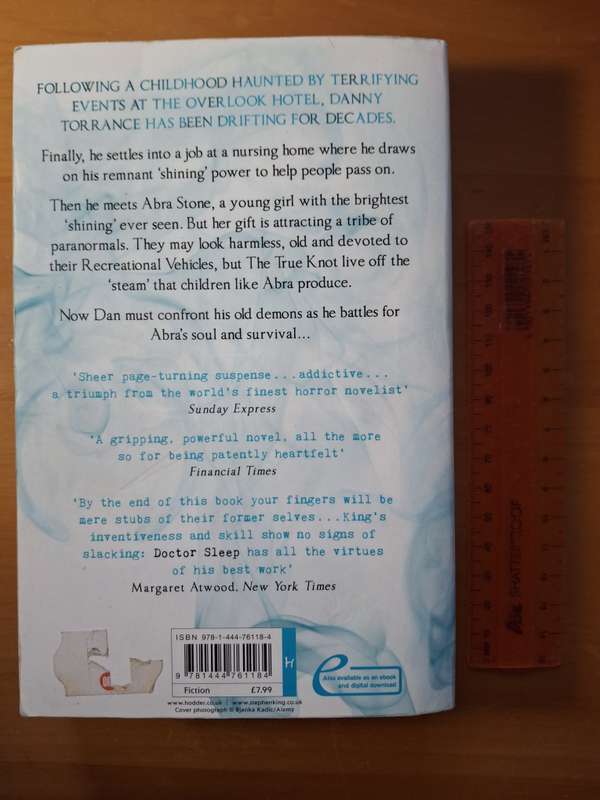 FOLLOWING A CHILDHOOD HAUNTED BY TERRIFYING
EVENTS AT THE OVERLOOK HOTEL, DANNY
TORRANCE HAS BEEN DRIFTING FOR DECADES.
Finally, he settles into a job at a nursing home where he draws
on his remnant 'shining' power to help people pass on.
Then he meets Abra Stone, a young girl with the brightest
'shining' ever seen. But her gift is attracting a tribe of
paranormals. They may look harmless, old and devoted to
their Recreational Vehicles, but The True Knot live off the
'steam' that children like Abra produce.
Now Dan must confront his old demons as he battles for
Abra's soul and survival...
'Sheer page-turning suspense...addictive...
a triumph from the world's finest horror novelist'
Sunday Express
'A gripping, powerful novel, all the more
so for being patently heartfelt'
Financial Times
'By the end of this book your fingers will be
mere stubs of their former selves...King's
inventiveness and skill show no signs of
slacking: Doctor Sleep has all the virtues
of his best work'
Margaret Atwood, New York Times
ISBN 978-1-444-76118-4
9 781444 761184
Fiction £7.99
www.hodder.co.uk | www.stephenking.co.uk
Cover photograph © Bjanka Kadic/Alamy
e
Also available as an ebook
and digital download
SHATTERPROOF